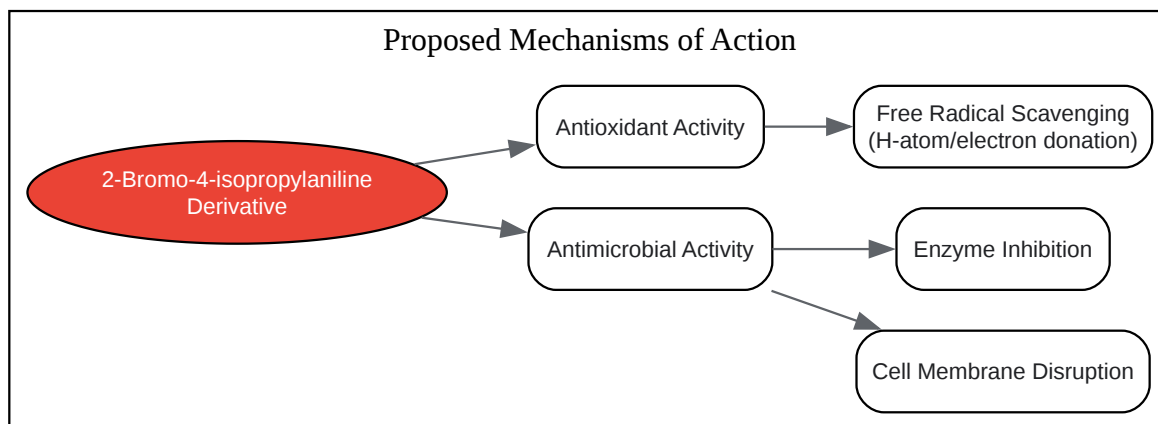 Proposed Mechanisms of Action
2-Bromo-4-isopropylaniline
Derivative
Antioxidant Activity
Free Radical Scavenging
(H-atom/electron donation)
Antimicrobial Activity
Enzyme Inhibition
Cell Membrane Disruption